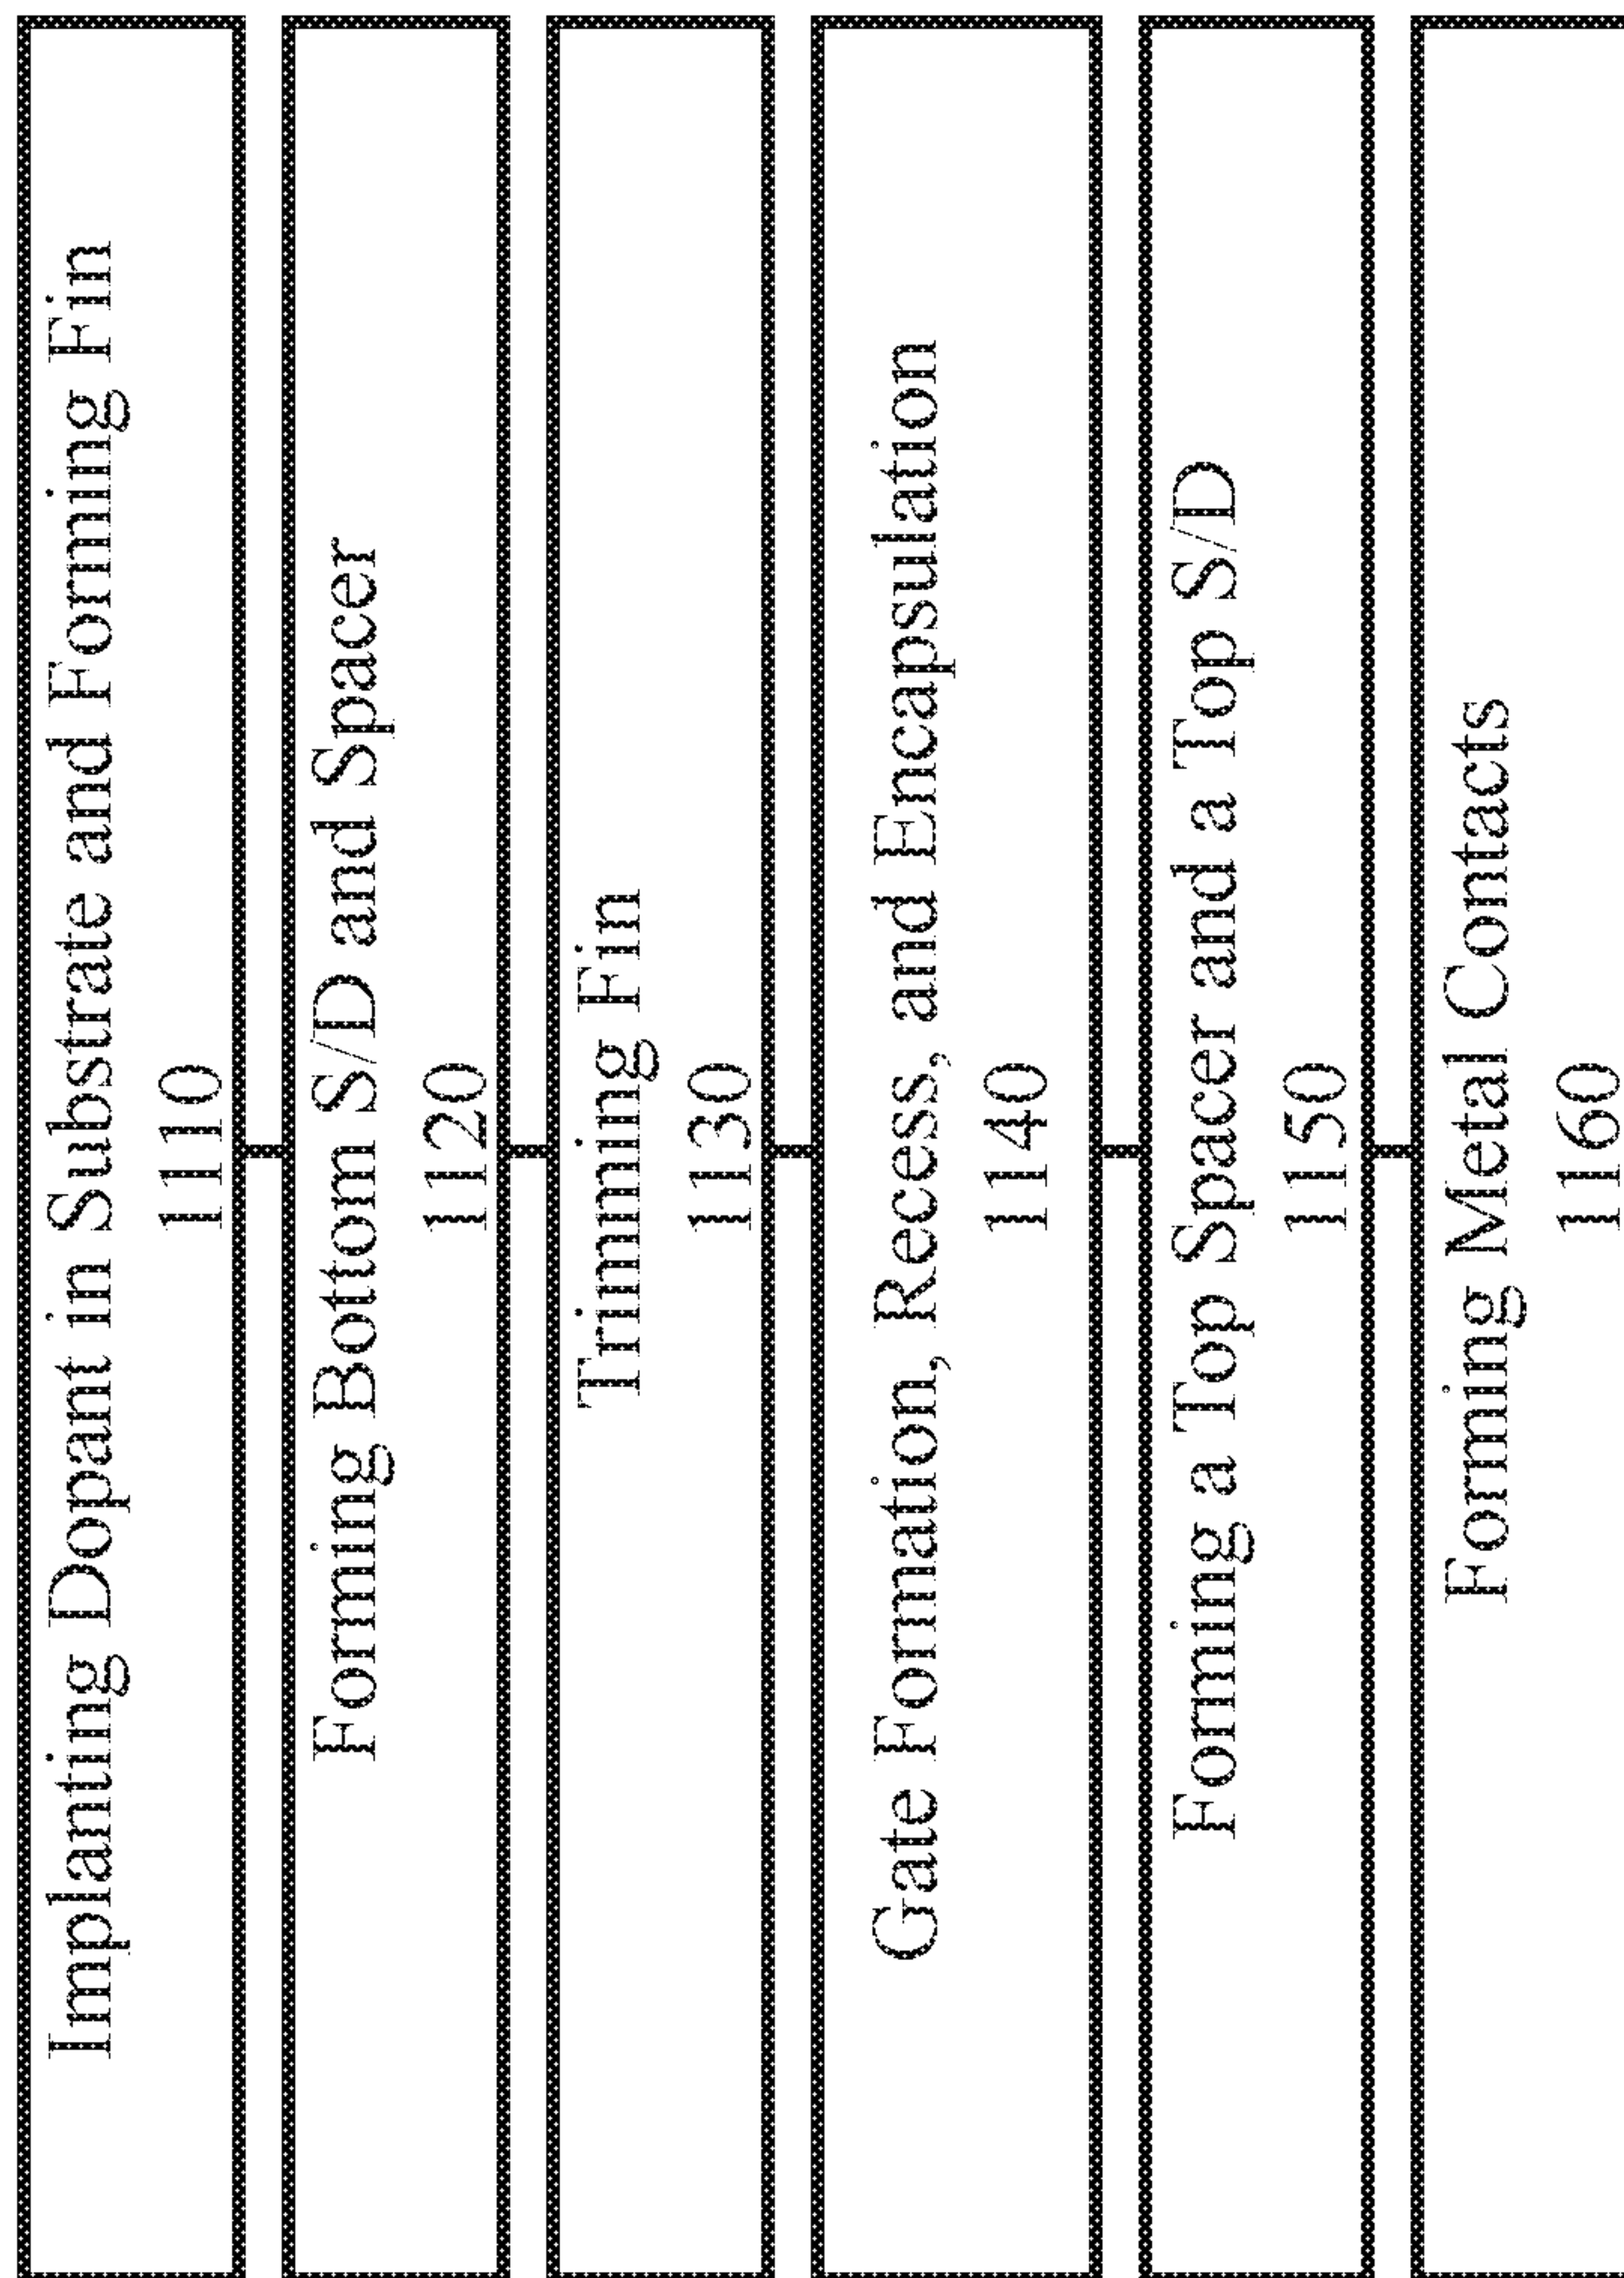 Implanting Dopant in Substrate and Forming Fin
1110
Forming Bottom S/D and Spacer
1120
Trimming Fin
1130
Gate Formation, Recess, and Encapsulation
1140
Forming a Top Spacer and a Top S/D
1150
Forming Metal Contacts
1160